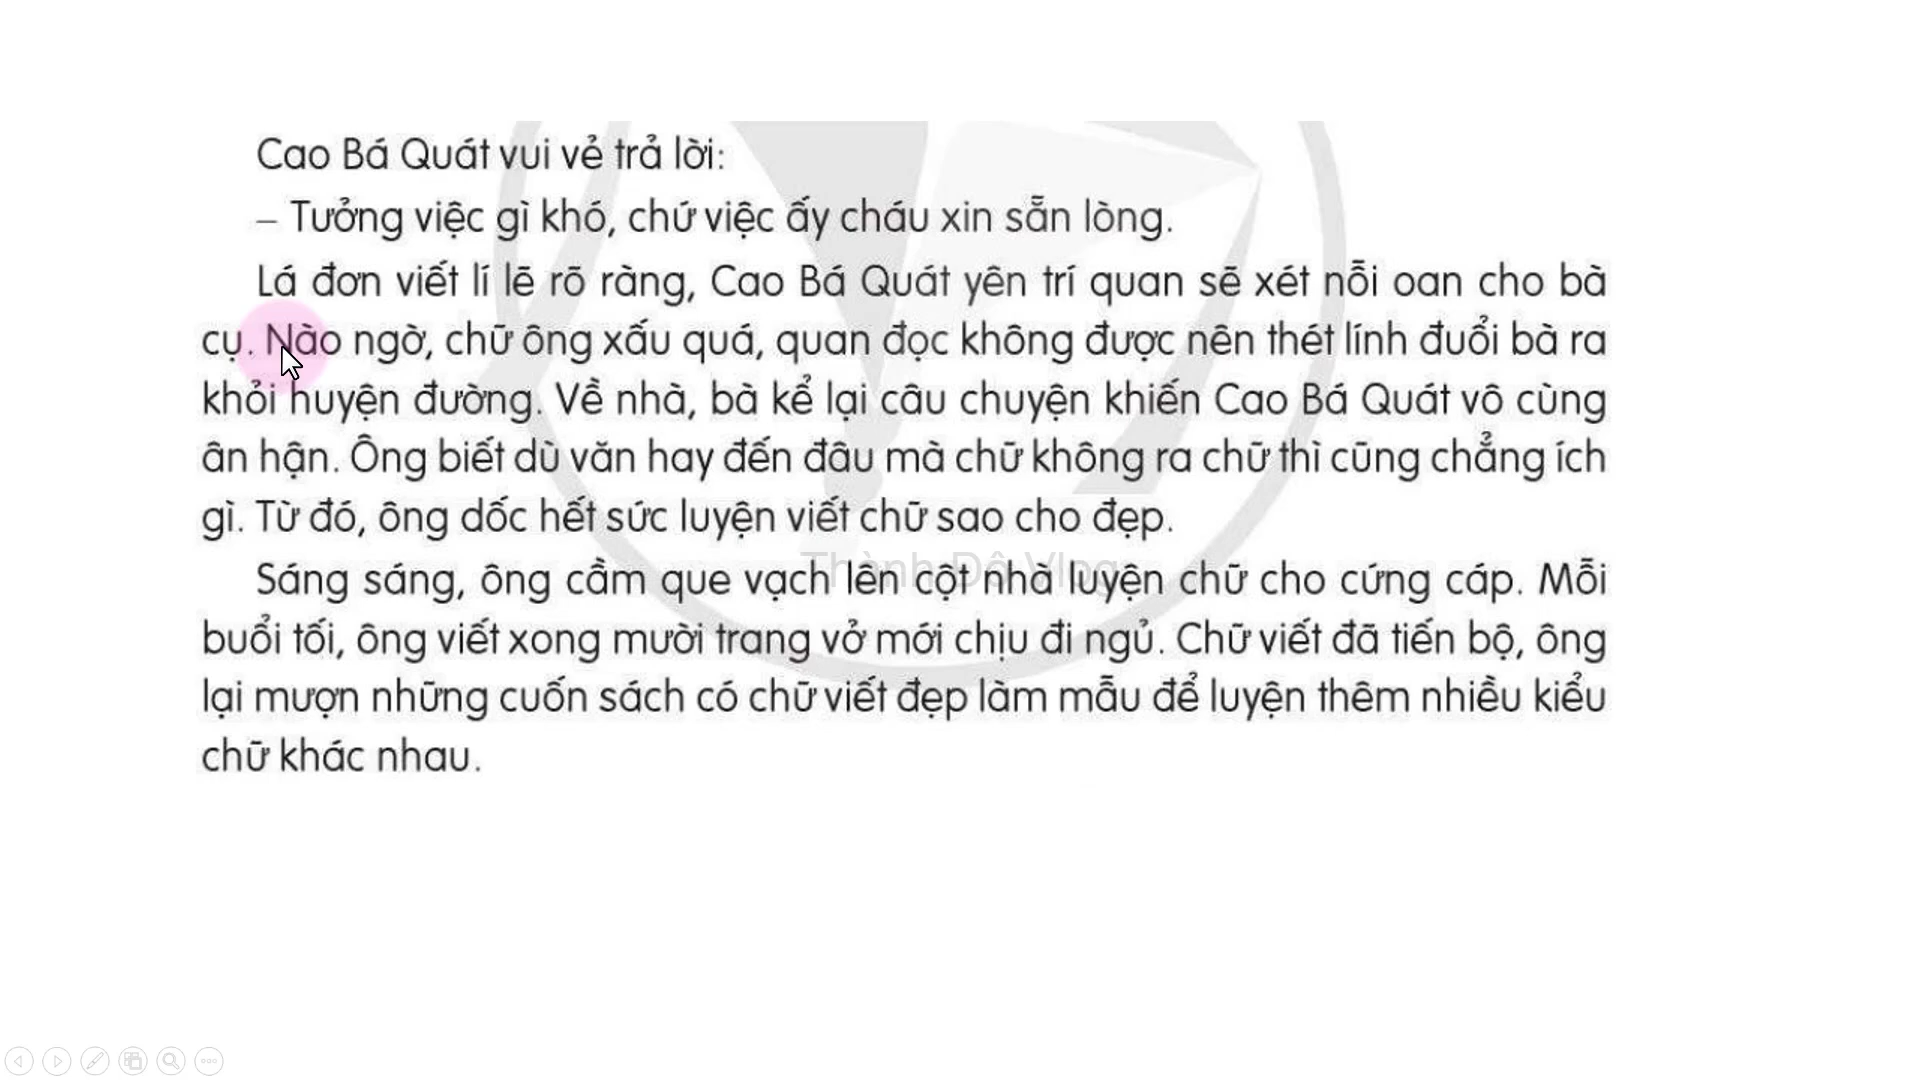 Cao Bá Quát vui vẻ trả lời:
– Tưởng việc gì khó, chứ việc ấy cháu xin sẵn lòng.
Lá đơn viết lí lẽ rõ ràng, Cao Bá Quát yên trí quan sẽ xét nỗi oan cho bà
cụ. Nào ngờ, chữ ông xấu quá, quan đọc không được nên thét lính đuổi bà ra
khỏi huyện đường. Về nhà, bà kể lại câu chuyện khiến Cao Bá Quát vô cùng
ân hận. Ông biết dù văn hay đến đâu mà chữ không ra chữ thì cũng chẳng ích
gì. Từ đó, ông dốc hết sức luyện viết chữ sao cho đẹp.
Thành Đô Vlog
Sáng sáng, ông cầm que vạch lên cột nhà luyện chữ cho cứng cáp. Mỗi
buổi tối, ông viết xong mười trang vở mới chịu đi ngủ. Chữ viết đã tiến bộ, ông
lại mượn những cuốn sách có chữ viết đẹp làm mẫu để luyện thêm nhiều kiểu
chữ khác nhau.